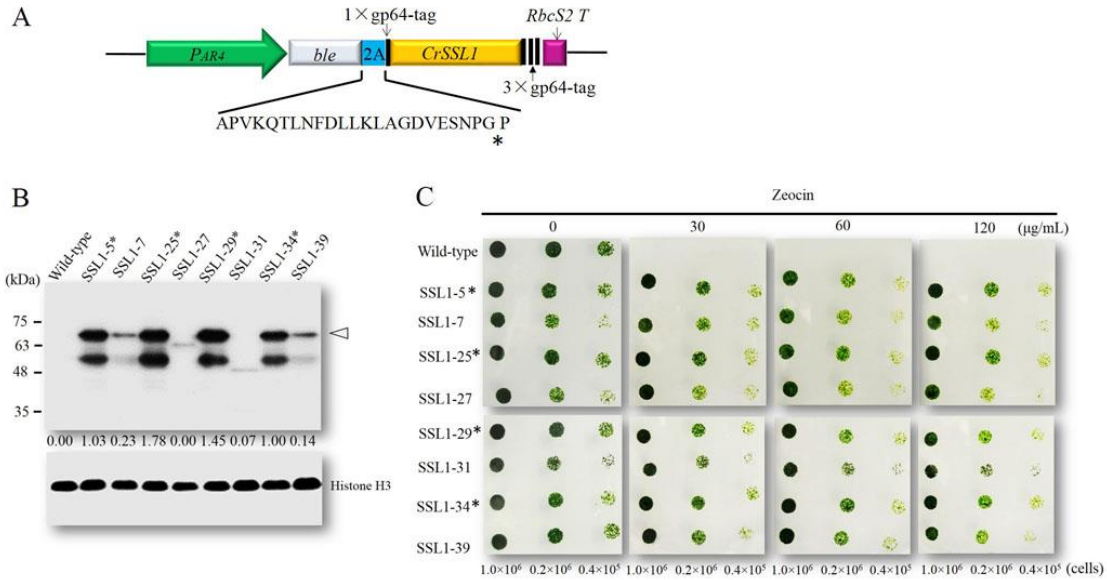 A
1×gp64-tag
RbcS2 T
PAR4
ble
2A
CrSSL1
3×gp64-tag
APVKQTLNFDLLKLAGDVESNPG P
*
B
Wild-type
SSL1-5*
SSL1-7
SSL1-25*
SSL1-27
SSL1-29*
SSL1-31
SSL1-34*
SSL1-39
(kDa)
75
63
48
35
0.00 1.03 0.23 1.78 0.00 1.45 0.07 1.00 0.14
Histone H3
C
Zeocin
0 30 60 120 (μg/mL)
Wild-type
SSL1-5*
SSL1-7
SSL1-25*
SSL1-27
SSL1-29*
SSL1-31
SSL1-34*
SSL1-39
1.0×10⁶ 0.2×10⁶ 0.4×10⁵ 1.0×10⁶ 0.2×10⁶ 0.4×10⁵ 1.0×10⁶ 0.2×10⁶ 0.4×10⁵ 1.0×10⁶ 0.2×10⁶ 0.4×10⁵ (cells)